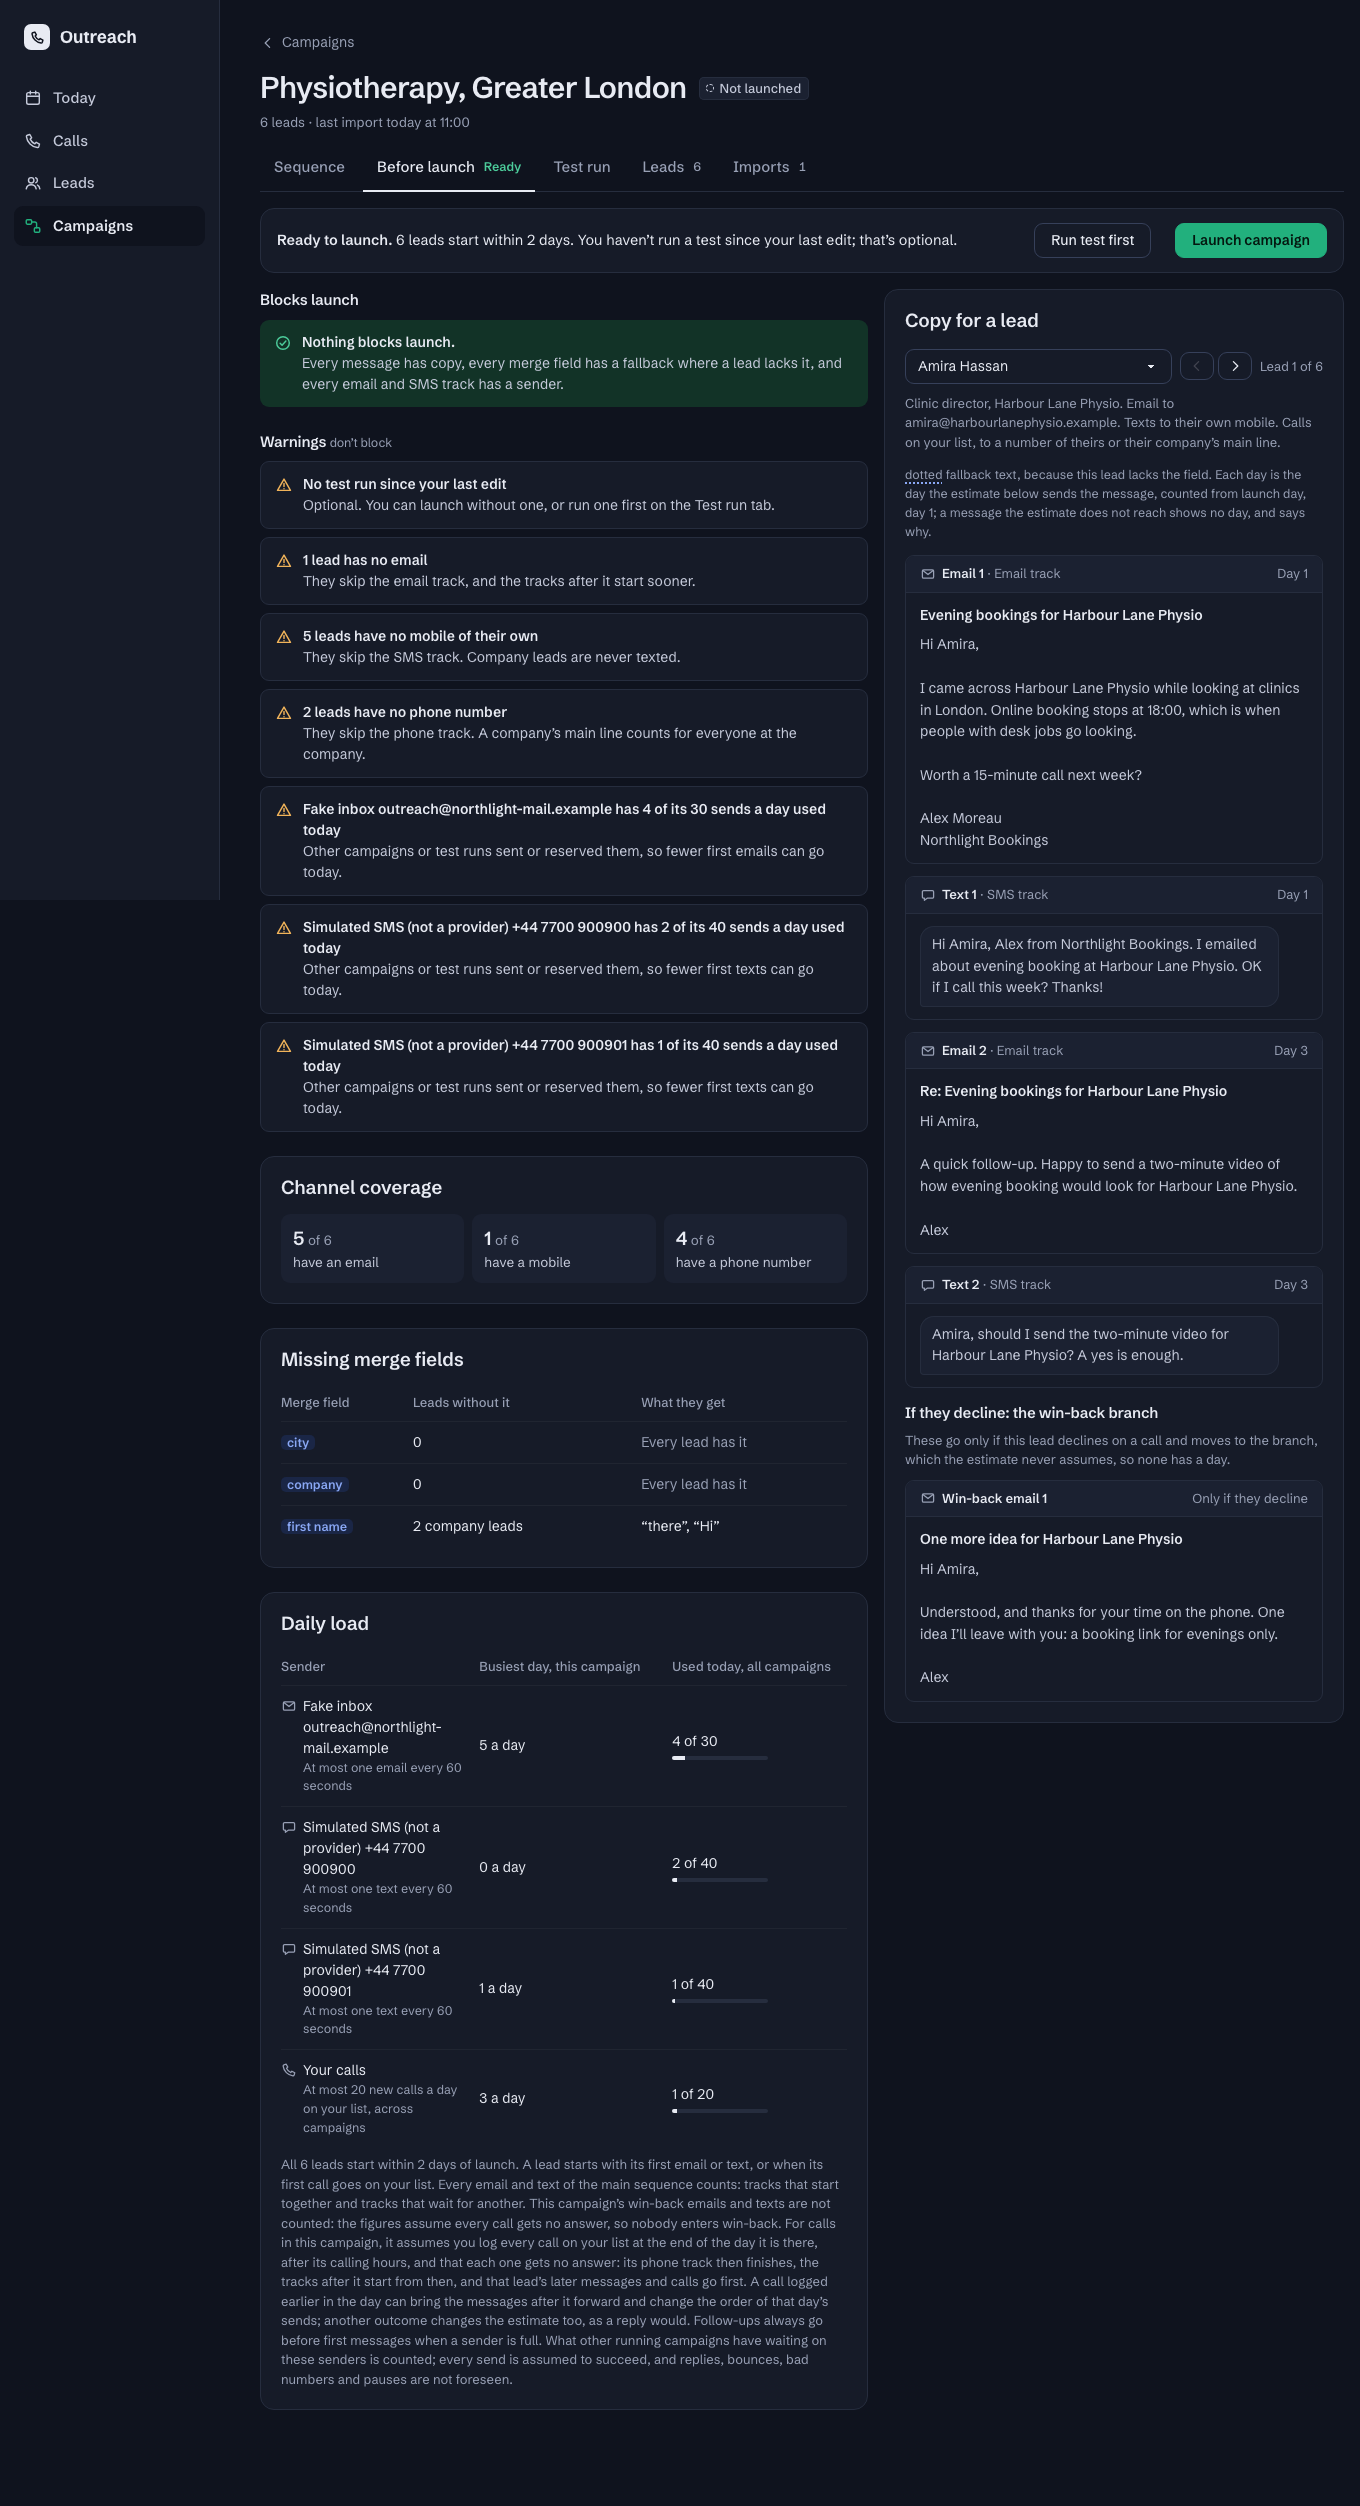 Outreach
Today
Calls
Leads
Campaigns
Campaigns
Physiotherapy, Greater London
Not launched
6 leads · last import today at 11:00
Sequence
Before launch Ready
Test run
Leads 6
Imports 1
Ready to launch. 6 leads start within 2 days. You haven’t run a test since your last edit; that’s optional.
Run test first
Launch campaign
Blocks launch
Nothing blocks launch.
Every message has copy, every merge field has a fallback where a lead lacks it, and
every email and SMS track has a sender.
Warnings don’t block
No test run since your last edit
Optional. You can launch without one, or run one first on the Test run tab.
1 lead has no email
They skip the email track, and the tracks after it start sooner.
5 leads have no mobile of their own
They skip the SMS track. Company leads are never texted.
2 leads have no phone number
They skip the phone track. A company’s main line counts for everyone at the
company.
Fake inbox outreach@northlight-mail.example has 4 of its 30 sends a day used
today
Other campaigns or test runs sent or reserved them, so fewer first emails can go
today.
Simulated SMS (not a provider) +44 7700 900900 has 2 of its 40 sends a day used
today
Other campaigns or test runs sent or reserved them, so fewer first texts can go
today.
Simulated SMS (not a provider) +44 7700 900901 has 1 of its 40 sends a day used
today
Other campaigns or test runs sent or reserved them, so fewer first texts can go
today.
Channel coverage
5 of 6
have an email
1 of 6
have a mobile
4 of 6
have a phone number
Missing merge fields
Merge field
Leads without it
What they get
city
0
Every lead has it
company
0
Every lead has it
first name
2 company leads
“there”, “Hi”
Daily load
Sender
Busiest day, this campaign
Used today, all campaigns
Fake inbox
outreach@northlight-
mail.example
At most one email every 60
seconds
5 a day
4 of 30
Simulated SMS (not a
provider) +44 7700
900900
At most one text every 60
seconds
0 a day
2 of 40
Simulated SMS (not a
provider) +44 7700
900901
At most one text every 60
seconds
1 a day
1 of 40
Your calls
At most 20 new calls a day
on your list, across
campaigns
3 a day
1 of 20
All 6 leads start within 2 days of launch. A lead starts with its first email or text, or when its
first call goes on your list. Every email and text of the main sequence counts: tracks that start
together and tracks that wait for another. This campaign’s win-back emails and texts are not
counted: the figures assume every call gets no answer, so nobody enters win-back. For calls
in this campaign, it assumes you log every call on your list at the end of the day it is there,
after its calling hours, and that each one gets no answer: its phone track then finishes, the
tracks after it start from then, and that lead’s later messages and calls go first. A call logged
earlier in the day can bring the messages after it forward and change the order of that day’s
sends; another outcome changes the estimate too, as a reply would. Follow-ups always go
before first messages when a sender is full. What other running campaigns have waiting on
these senders is counted; every send is assumed to succeed, and replies, bounces, bad
numbers and pauses are not foreseen.
Copy for a lead
Amira Hassan
Lead 1 of 6
Clinic director, Harbour Lane Physio. Email to
amira@harbourlanephysio.example. Texts to their own mobile. Calls
on your list, to a number of theirs or their company’s main line.
dotted fallback text, because this lead lacks the field. Each day is the
day the estimate below sends the message, counted from launch day,
day 1; a message the estimate does not reach shows no day, and says
why.
Email 1 · Email track
Day 1
Evening bookings for Harbour Lane Physio
Hi Amira,
I came across Harbour Lane Physio while looking at clinics
in London. Online booking stops at 18:00, which is when
people with desk jobs go looking.
Worth a 15-minute call next week?
Alex Moreau
Northlight Bookings
Text 1 · SMS track
Day 1
Hi Amira, Alex from Northlight Bookings. I emailed
about evening booking at Harbour Lane Physio. OK
if I call this week? Thanks!
Email 2 · Email track
Day 3
Re: Evening bookings for Harbour Lane Physio
Hi Amira,
A quick follow-up. Happy to send a two-minute video of
how evening booking would look for Harbour Lane Physio.
Alex
Text 2 · SMS track
Day 3
Amira, should I send the two-minute video for
Harbour Lane Physio? A yes is enough.
If they decline: the win-back branch
These go only if this lead declines on a call and moves to the branch,
which the estimate never assumes, so none has a day.
Win-back email 1
Only if they decline
One more idea for Harbour Lane Physio
Hi Amira,
Understood, and thanks for your time on the phone. One
idea I’ll leave with you: a booking link for evenings only.
Alex